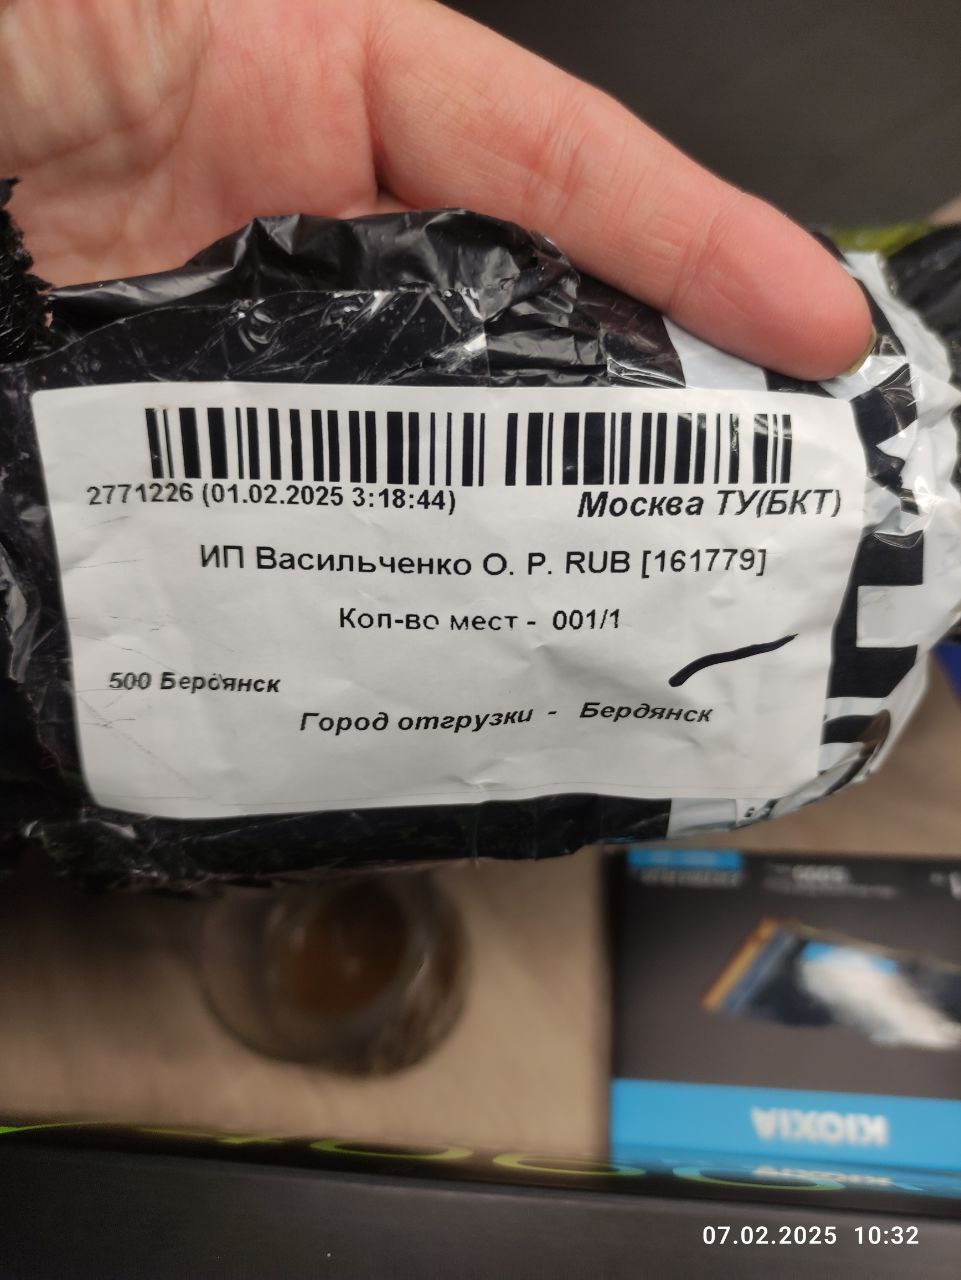 2771226 (01.02.2025 3:18:44)
Москва ТУ(БКТ)
ИП Васильченко О. Р. RUB [161779]
Кол-во мест - 001/1
500 Бердянск
Город отгрузки - Бердянск
KIOXIA
KIOXIA
07.02.2025 10:32